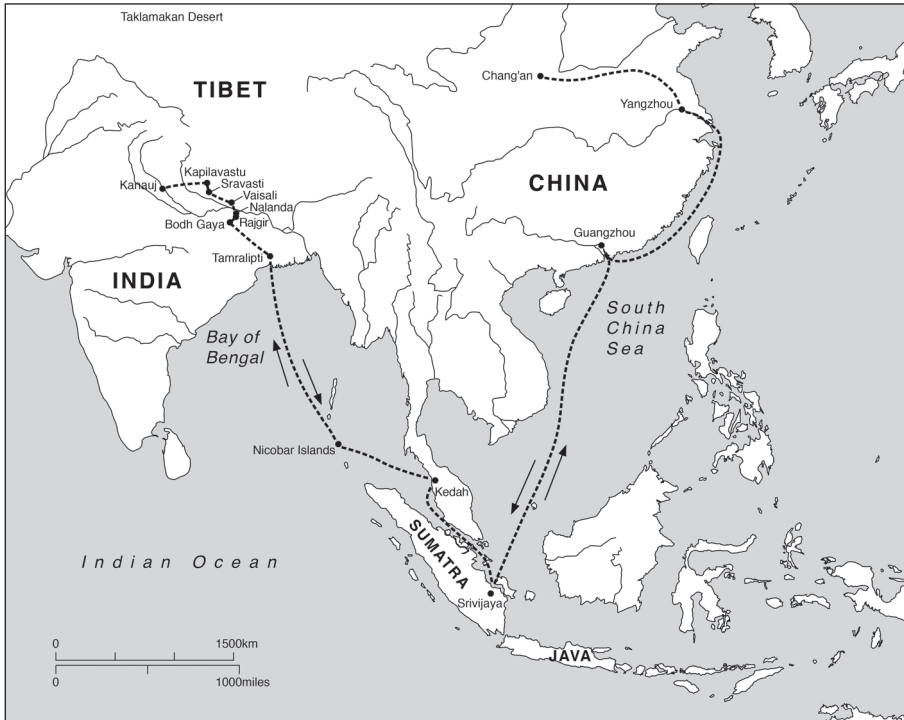 Taklamakan Desert
TIBET
Chang'an
Yangzhou
Kapilavastu
Kanauj
Sravasti
Vaisali
CHINA
Nalanda
Bodh Gaya
Rajgir
Guangzhou
Tamralipti
INDIA
South
China
Sea
Bay of
Bengal
Nicobar Islands
Kedah
SUMATRA
Indian Ocean
Srivijaya
0 1500km
JAVA
0 1000miles